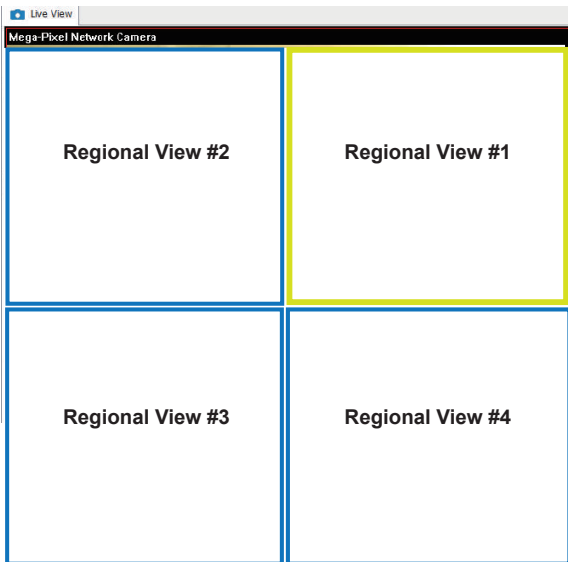 Live View
Mega-Pixel Network Camera
Regional View #2
Regional View #1
Regional View #3
Regional View #4